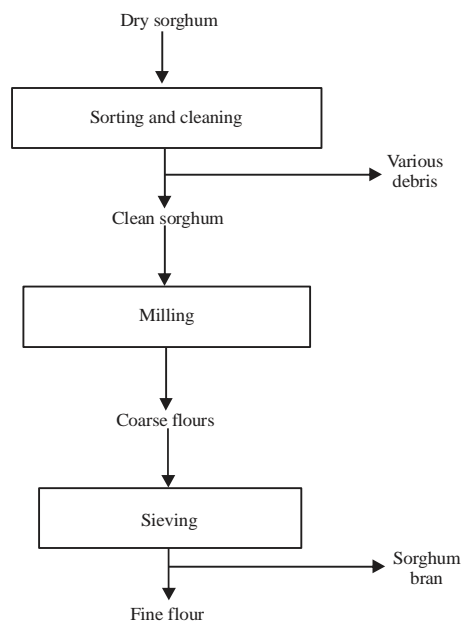 Dry sorghum
Sorting and cleaning
Various
debris
Clean sorghum
Milling
Coarse flours
Sieving
Sorghum
bran
Fine flour